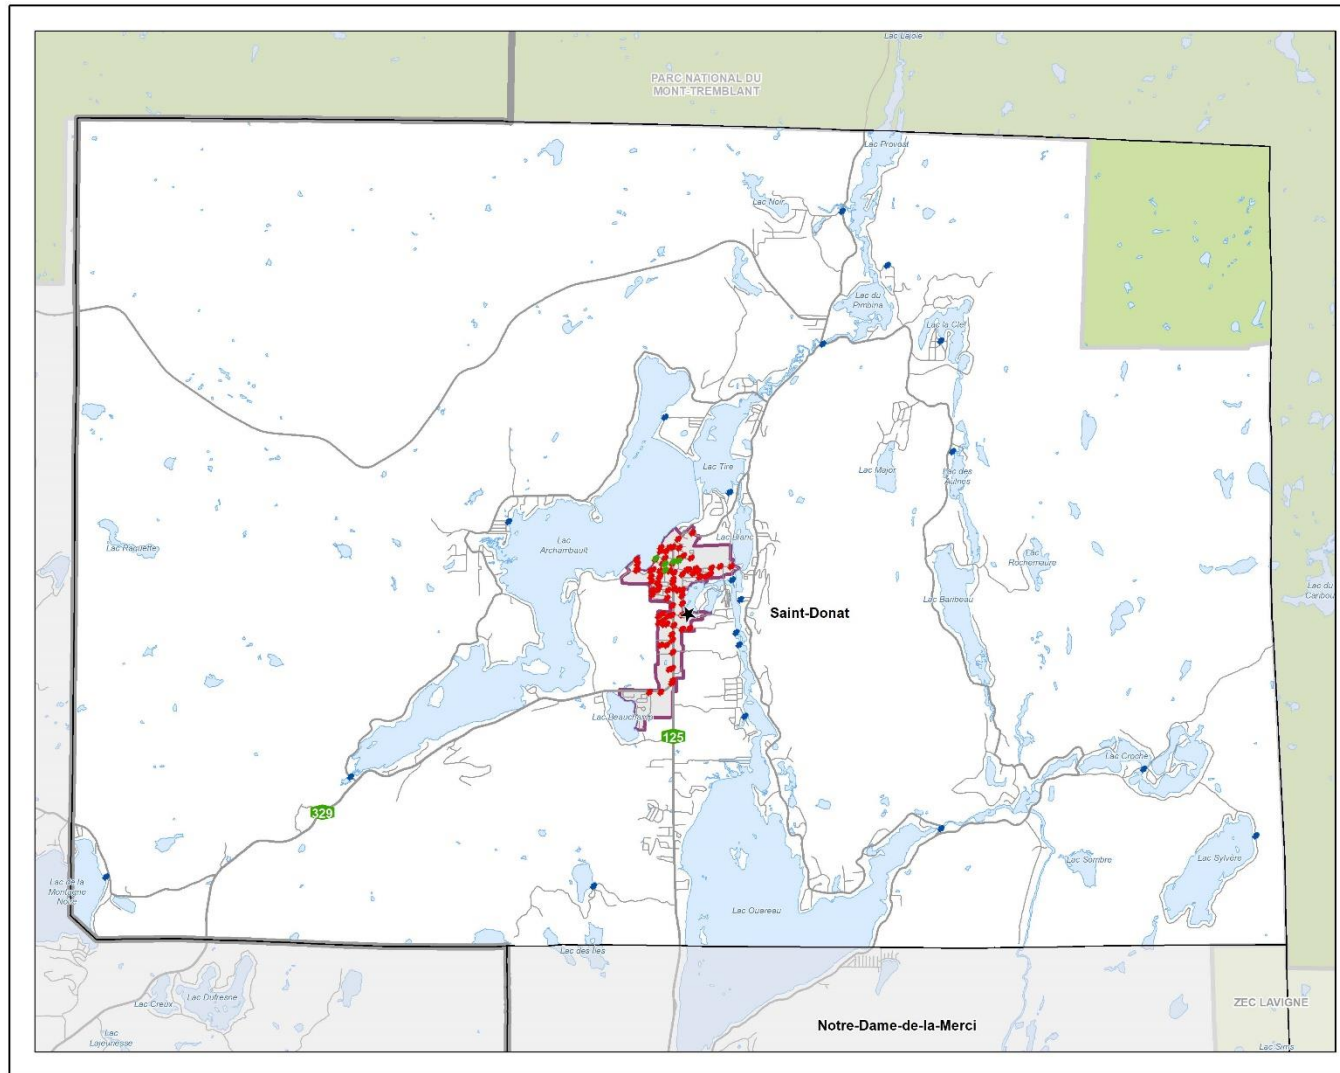 Lac Lajoie
PARC NATIONAL DU
MONT-TREMBLANT
Lac Provost
Lac Noir
Lac du
Pimbina
Lac la Clef
Lac Tire
Lac Major
Lac des
Aulnes
Lac Raquette
Lac
Archambault
Lac Blanc
Lac
Rochemaure
Lac du
Caribou
Lac Baribeau
Saint-Donat
Lac Beauchamp
125
Lac Croche
329
Lac Sombre
Lac Sylvère
Lac de la
Montagne
Noire
Lac Ouareau
Lac des Îles
Lac Creux
Lac Dufresne
ZEC LAVIGNE
Notre-Dame-de-la-Merci
Lac
Lajeunesse
Lac Sims